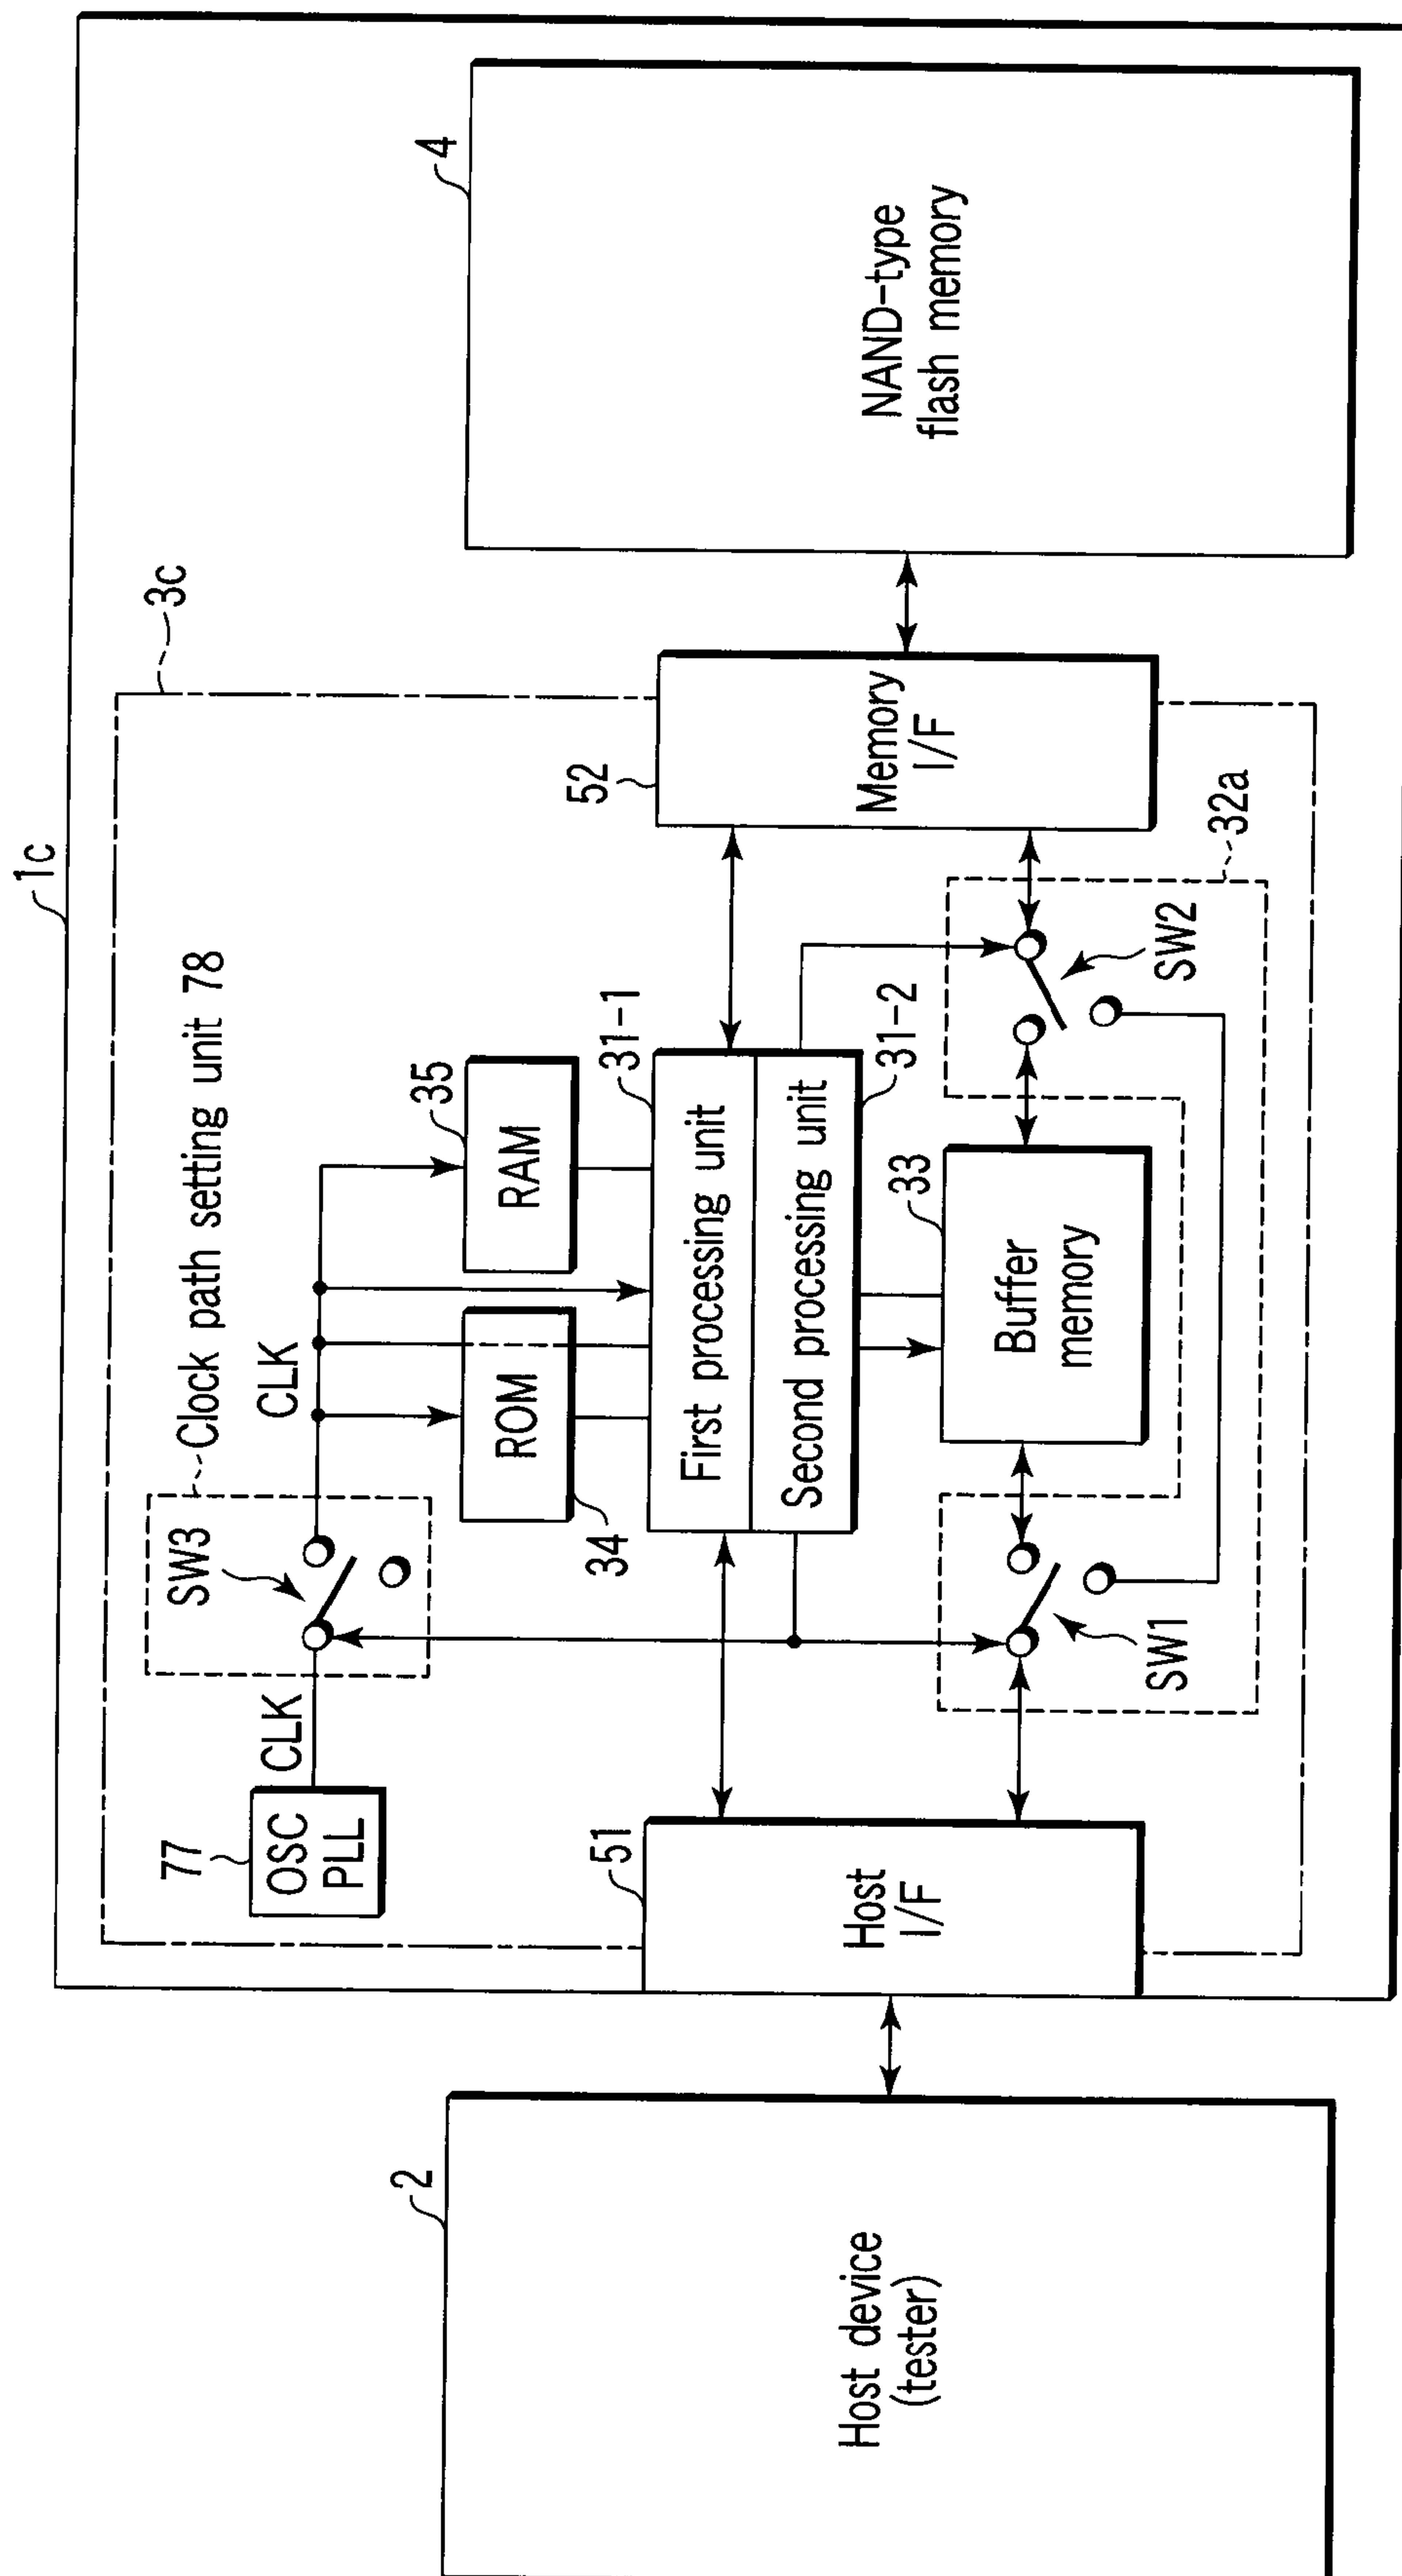 1c
3c
4
NAND-type
flash memory
52
Memory
I/F
32a
SW2
Clock path setting unit 78
SW3
CLK
CLK
77
OSC
PLL
35
RAM
34
ROM
31-1
First processing unit
Second processing unit
31-2
33
Buffer
memory
SW1
51
Host
I/F
2
Host device
(tester)